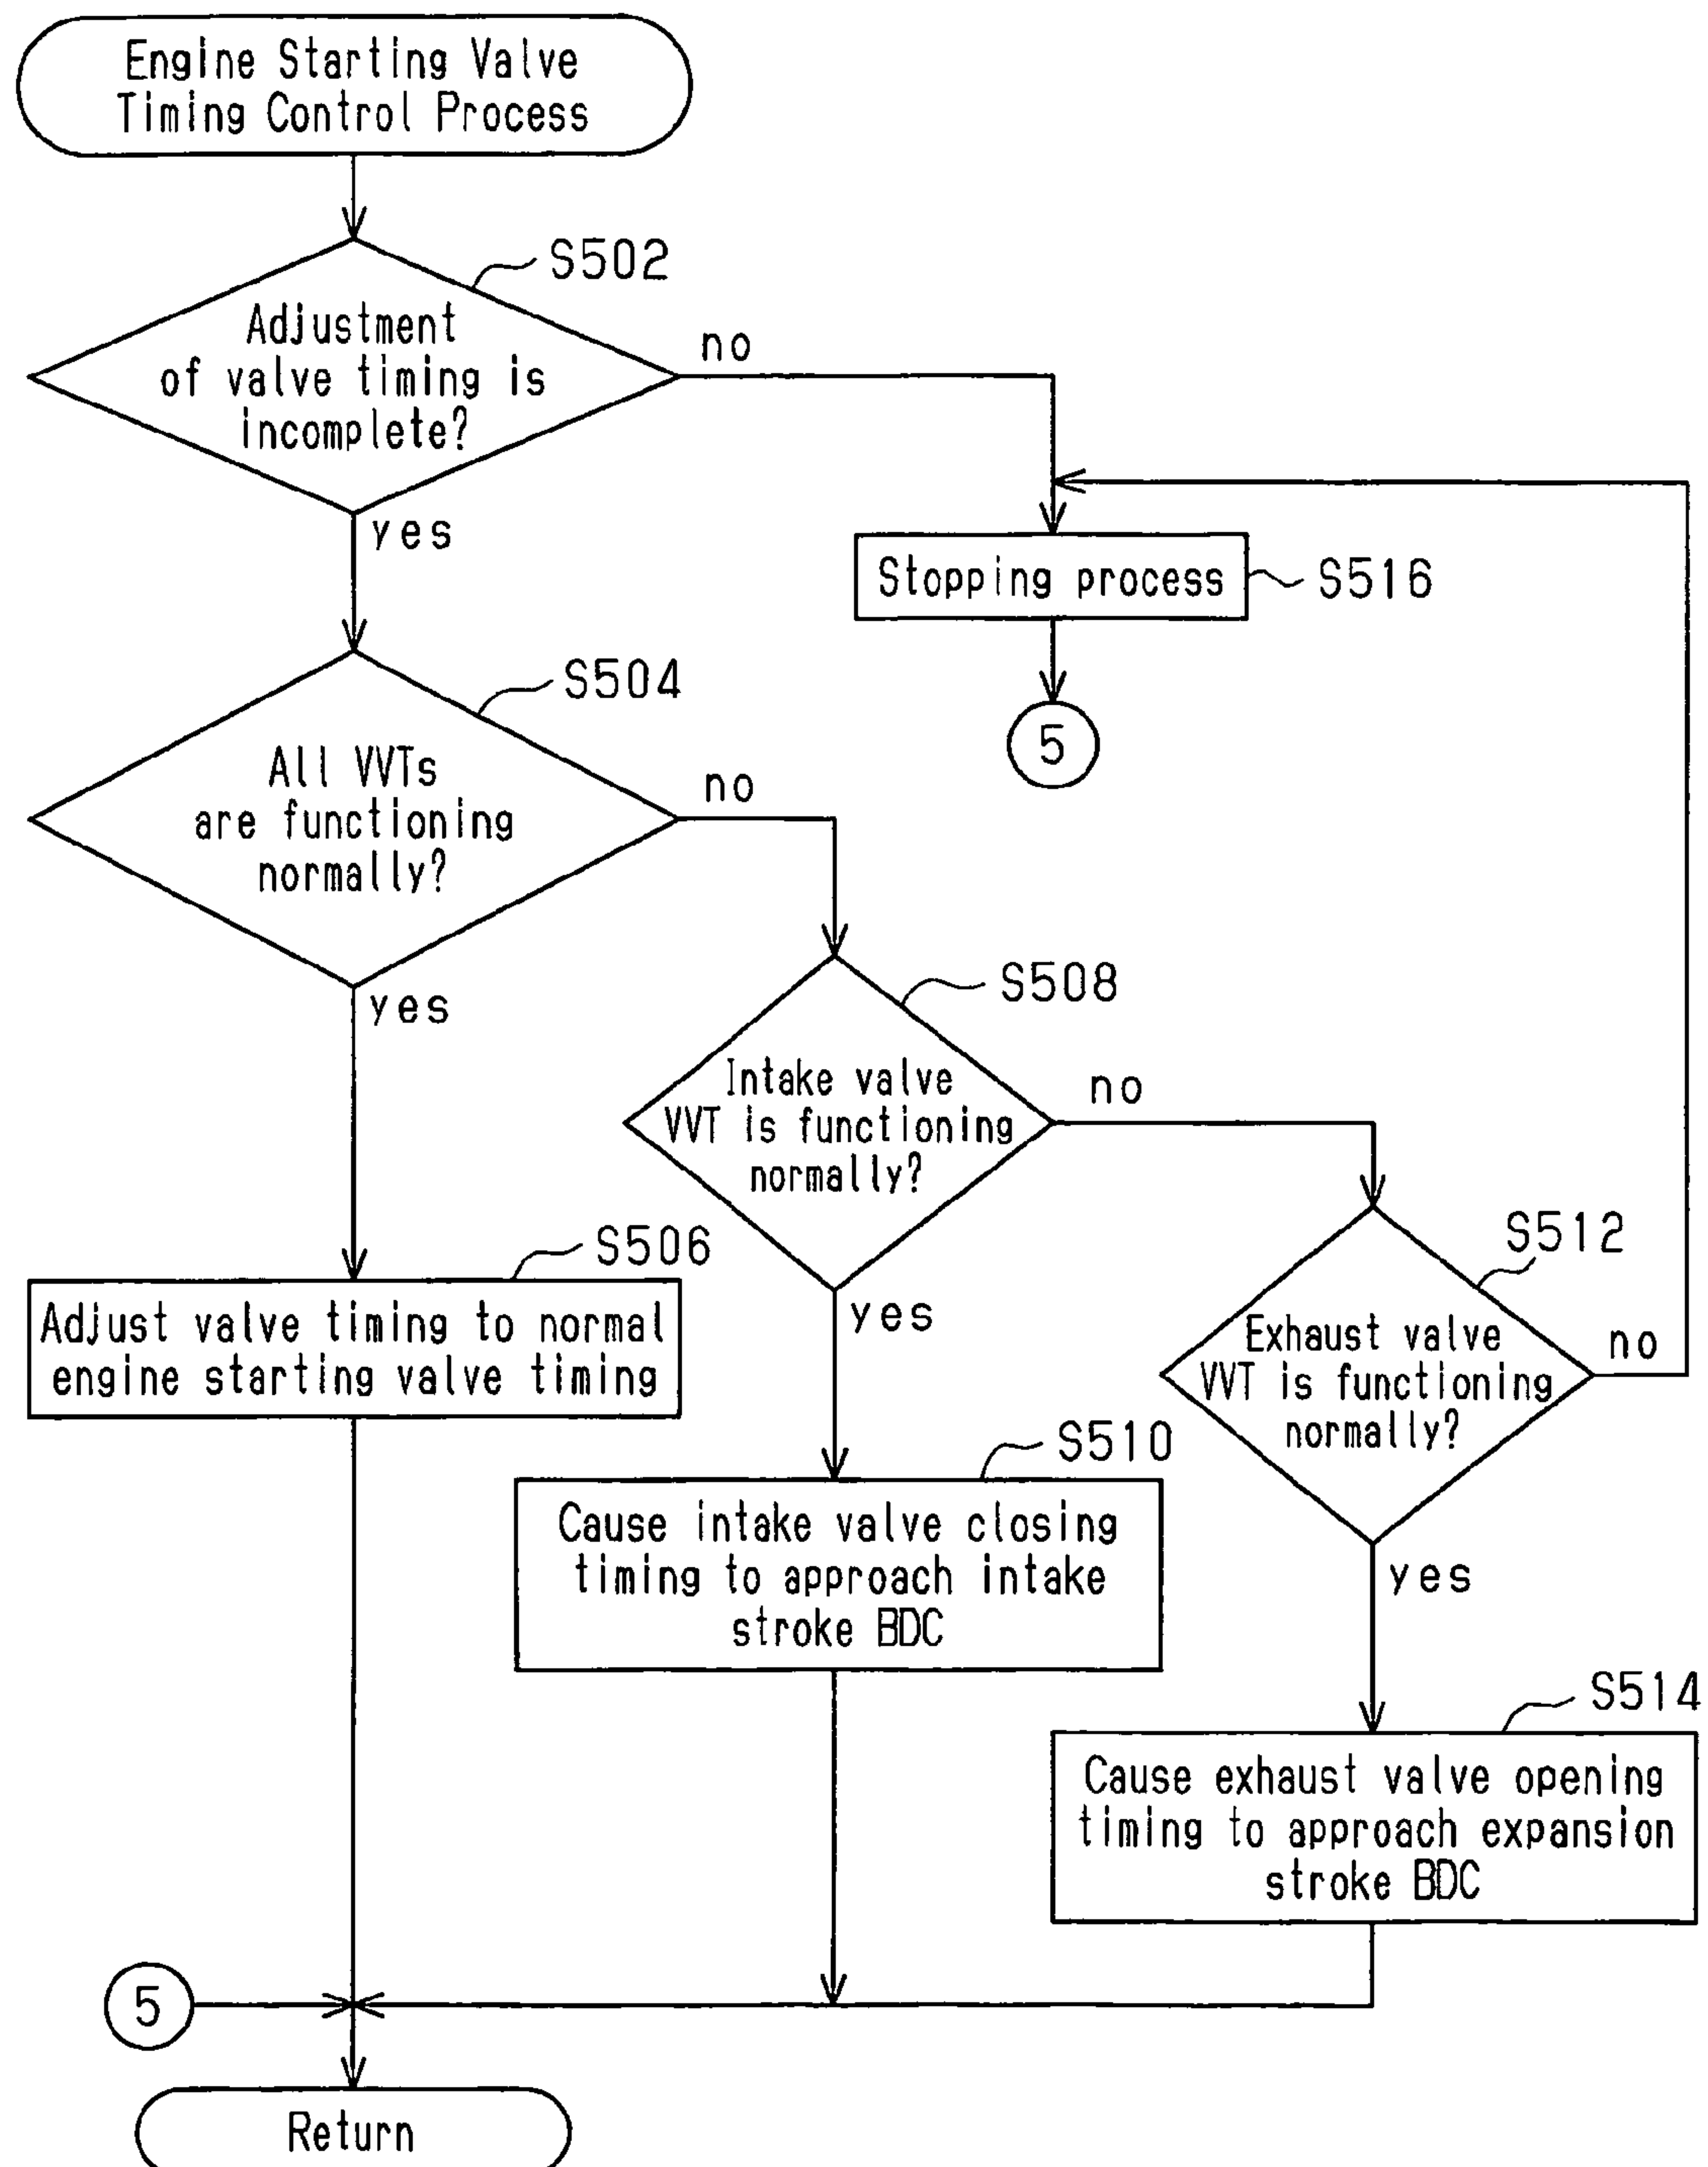 Engine Starting Valve
Timing Control Process
S502
Adjustment
of valve timing is
incomplete?
no
yes
Stopping process
S516
5
S504
All VVTs
are functioning
normally?
no
yes
S508
Intake valve
VVT is functioning
normally?
no
yes
S512
Exhaust valve
VVT is functioning
normally?
no
yes
S506
Adjust valve timing to normal
engine starting valve timing
S510
Cause intake valve closing
timing to approach intake
stroke BDC
S514
Cause exhaust valve opening
timing to approach expansion
stroke BDC
5
Return